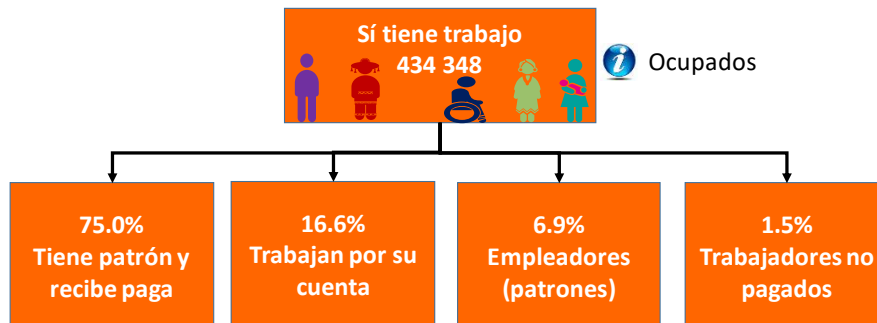 Sí tiene trabajo
434 348
i
Ocupados
75.0%
Tiene patrón y
recibe paga
16.6%
Trabajan por su
cuenta
6.9%
Empleadores
(patrones)
1.5%
Trabajadores no
pagados